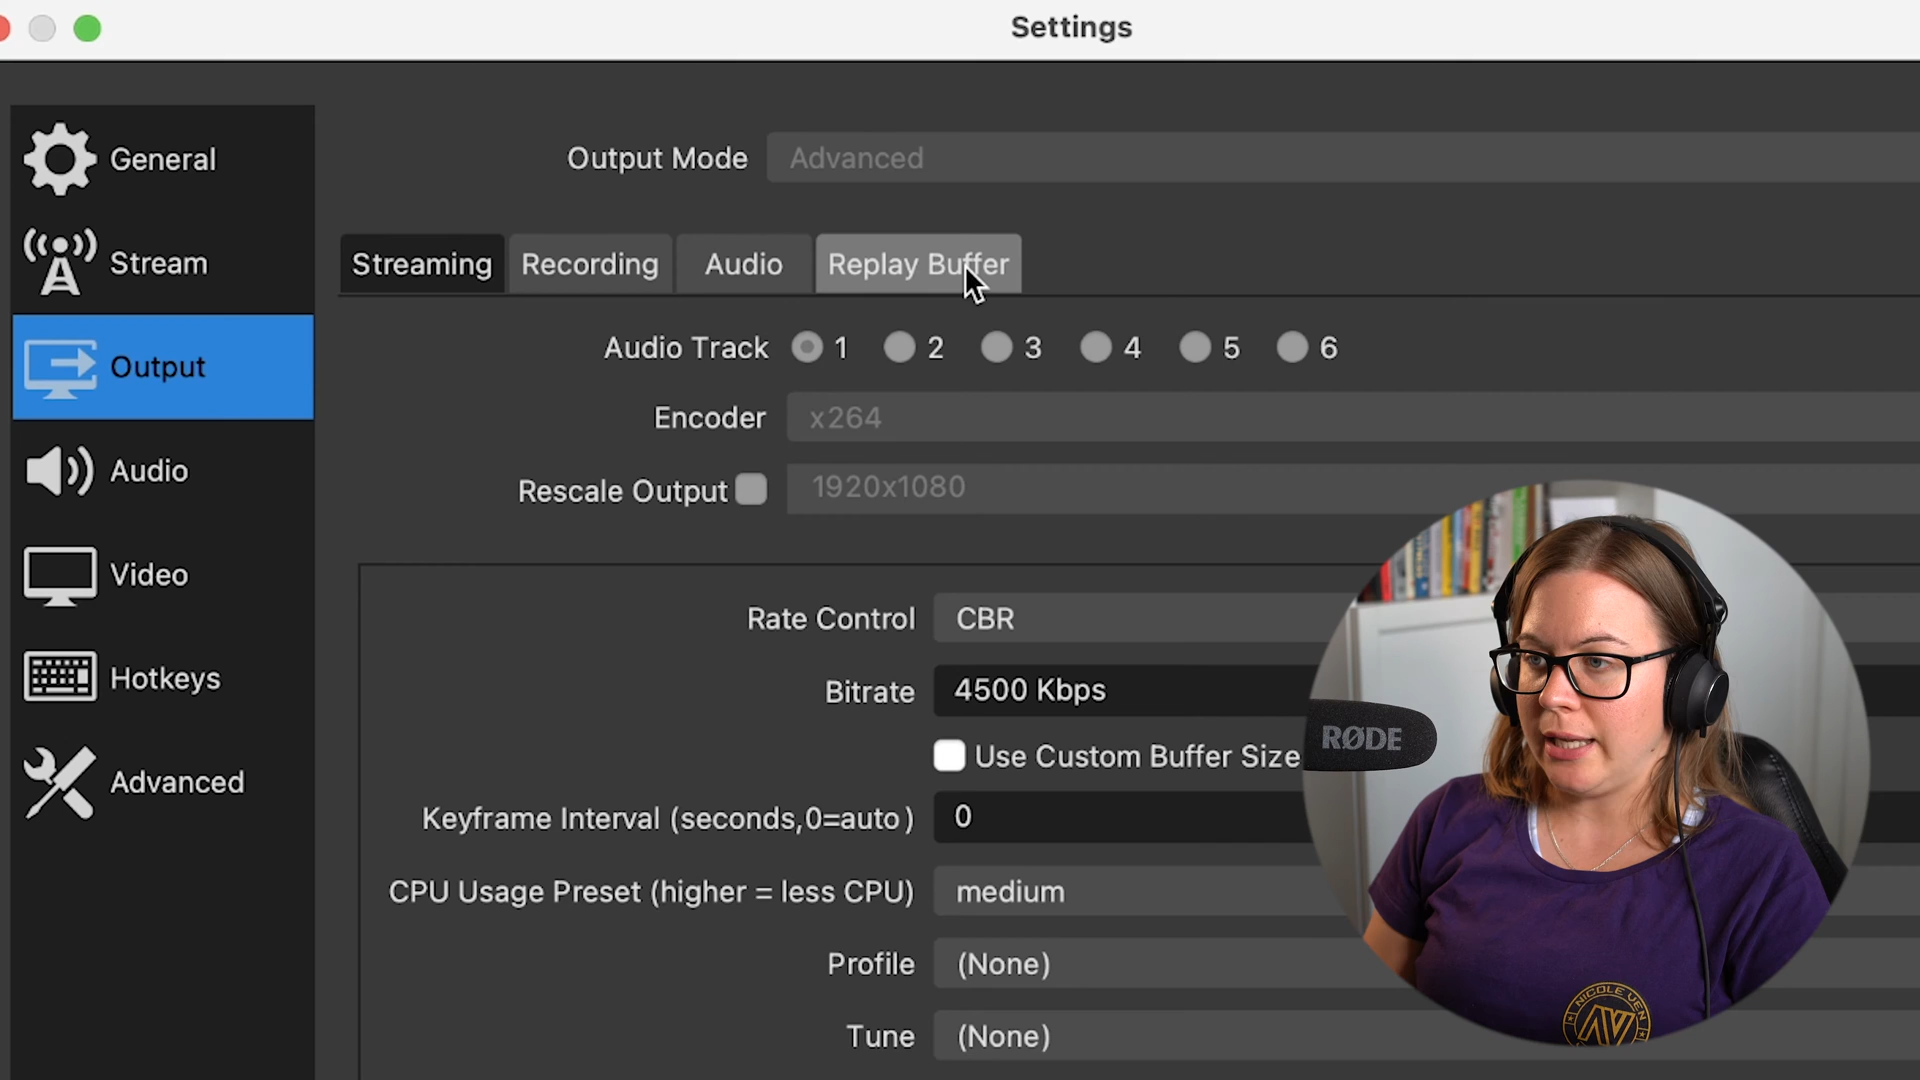 Settings
General
Stream
Output
Audio
Video
Hotkeys
Advanced
Output Mode Advanced
Streaming Recording Audio Replay Buffer
Audio Track 1 2 3 4 5 6
Encoder x264
Rescale Output 1920x1080
Rate Control CBR
Bitrate 4500 Kbps
Use Custom Buffer Size
Keyframe Interval (seconds,0=auto) 0
CPU Usage Preset (higher = less CPU) medium
Profile (None)
Tune (None)
RØDE
NICOLE VEN